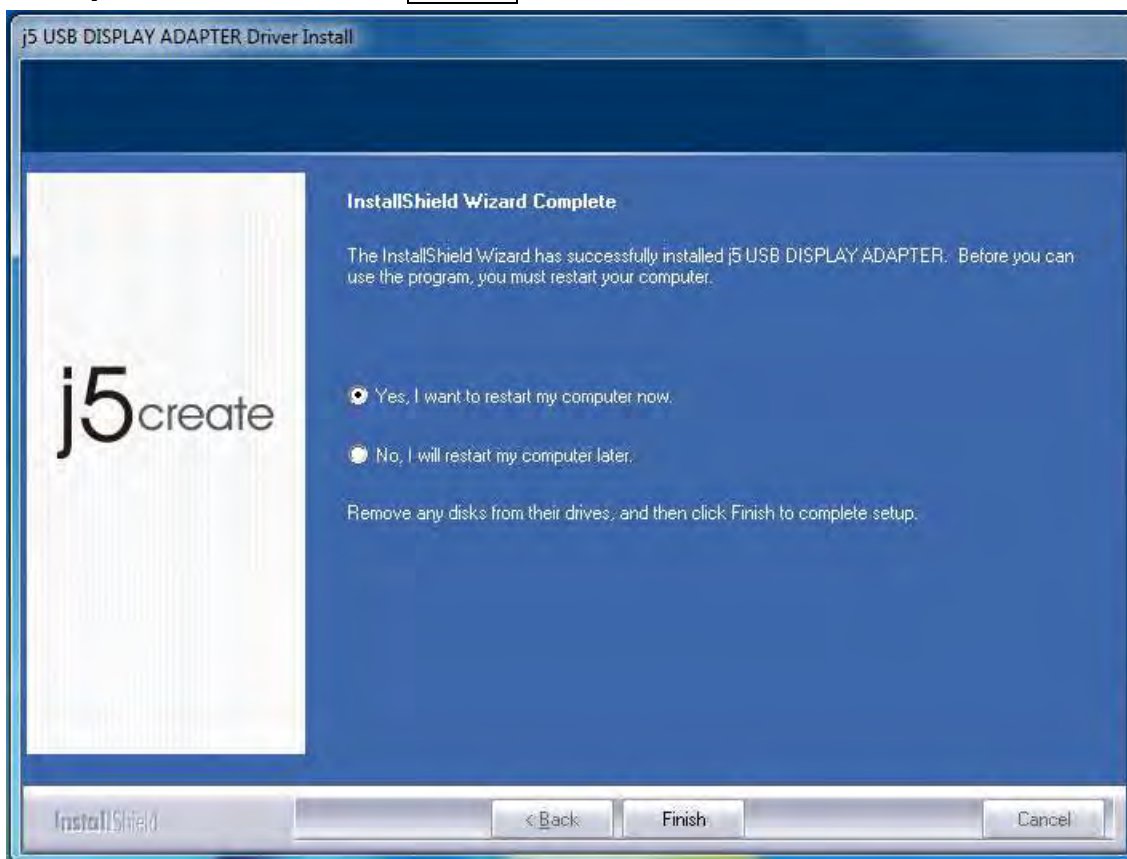 j5 USB DISPLAY ADAPTER Driver Install
InstallShield Wizard Complete
The InstallShield Wizard has successfully installed j5 USB DISPLAY ADAPTER. Before you can
use the program, you must restart your computer.
j5create
Yes, I want to restart my computer now.
No, I will restart my computer later.
Remove any disks from their drives, and then click Finish to complete setup.
InstallShield
< Back
Finish
Cancel